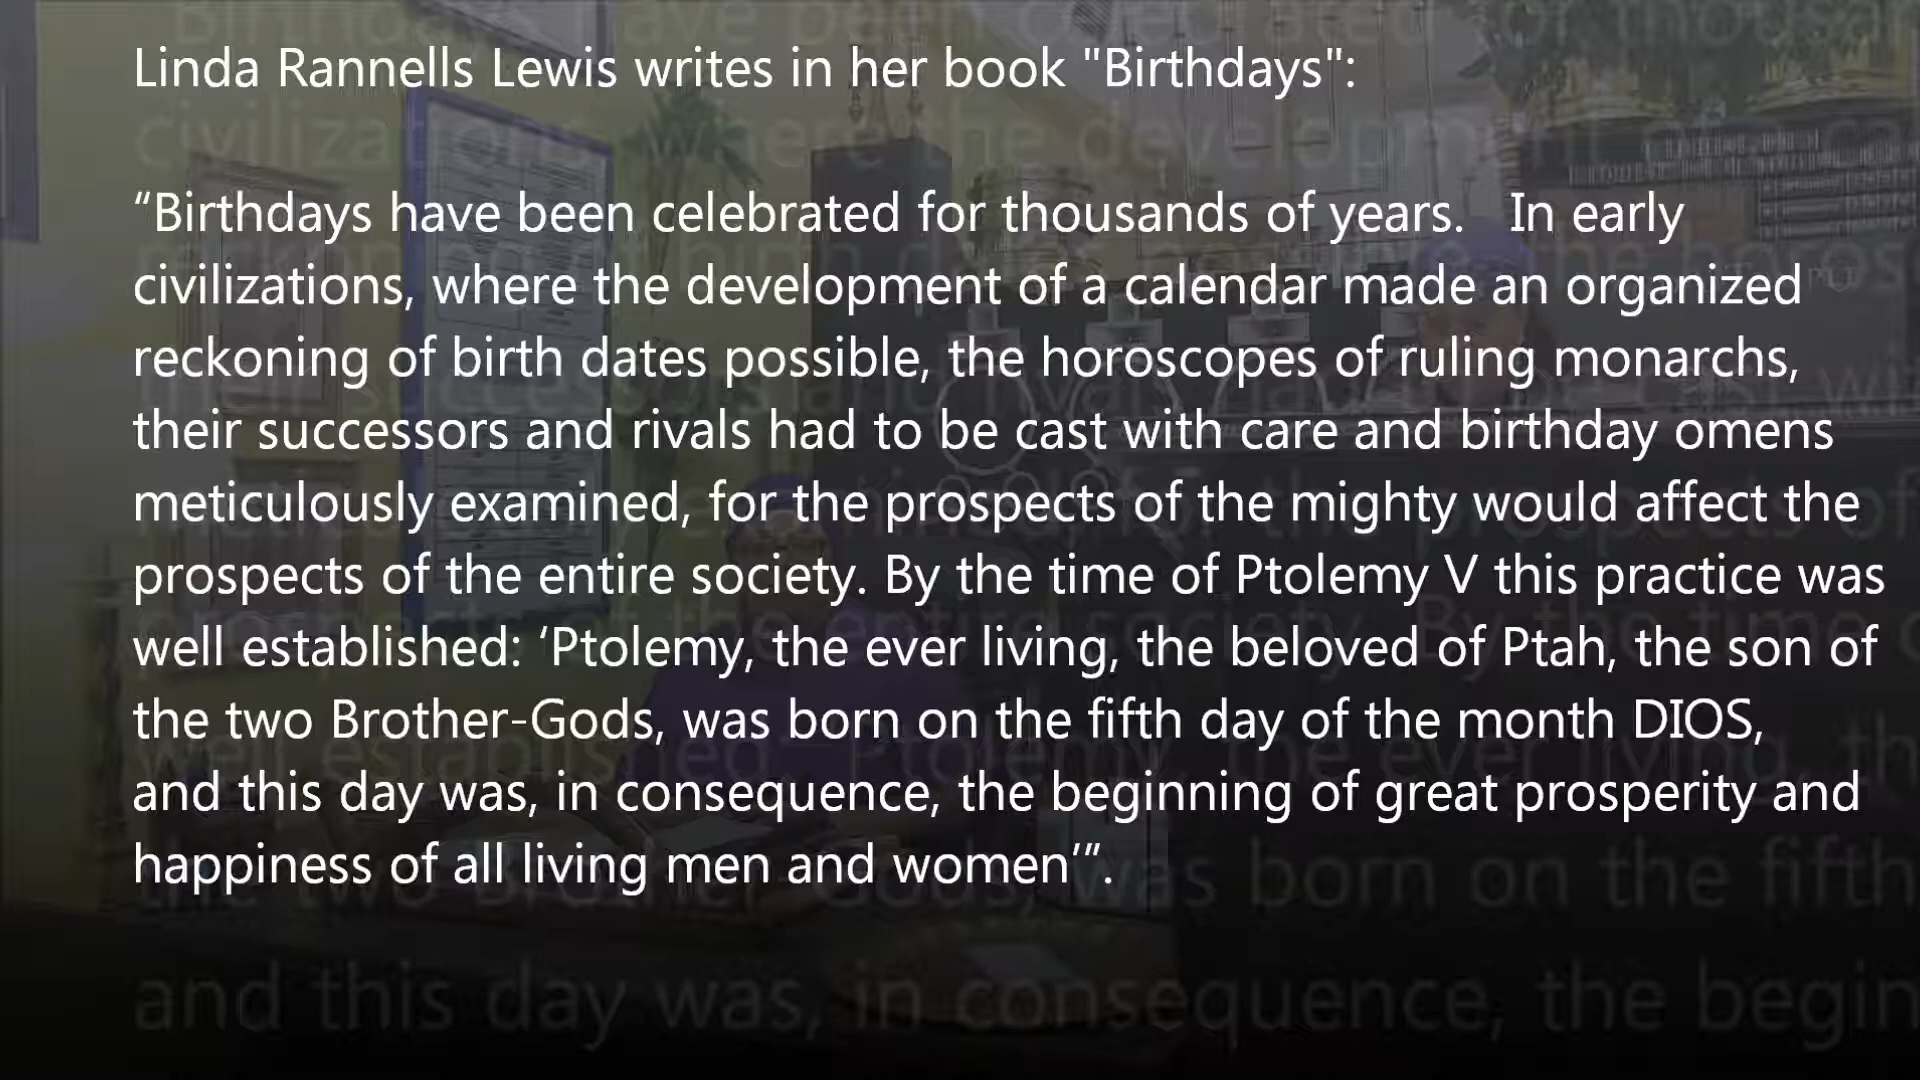 Linda Rannells Lewis writes in her book "Birthdays":
“Birthdays have been celebrated for thousands of years.   In early
civilizations, where the development of a calendar made an organized
reckoning of birth dates possible, the horoscopes of ruling monarchs,
their successors and rivals had to be cast with care and birthday omens
meticulously examined, for the prospects of the mighty would affect the
prospects of the entire society. By the time of Ptolemy V this practice was
well established: ‘Ptolemy, the ever living, the beloved of Ptah, the son of
the two Brother-Gods, was born on the fifth day of the month DIOS,
and this day was, in consequence, the beginning of great prosperity and
happiness of all living men and women’”.